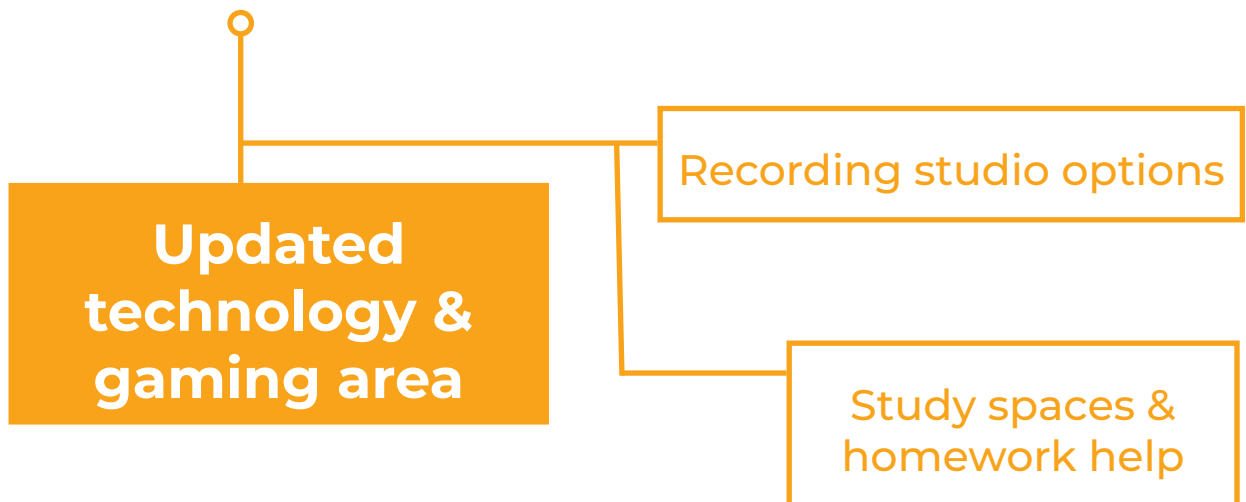 Recording studio options
Updated
technology &
gaming area
Study spaces &
homework help